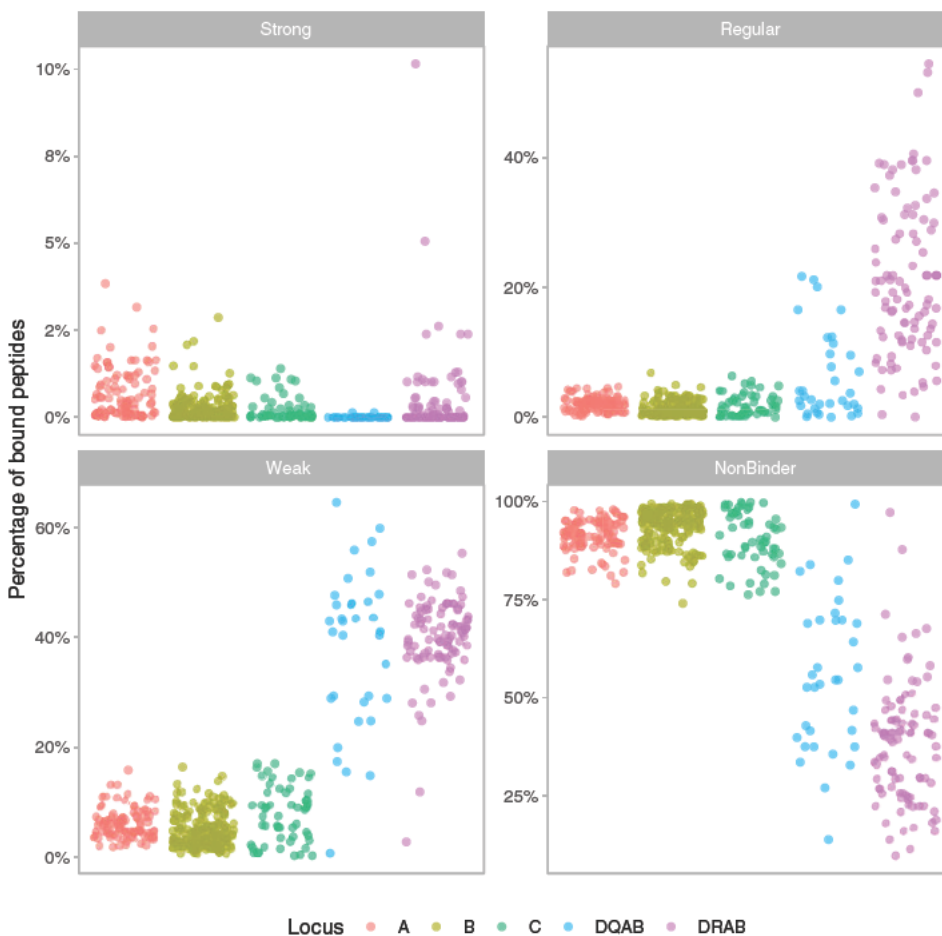 Strong
Regular
10%
8%
5%
2%
0%
40%
20%
0%
Percentage of bound peptides
Weak
NonBinder
60%
40%
20%
0%
100%
75%
50%
25%
Locus A B C DQAB DRAB